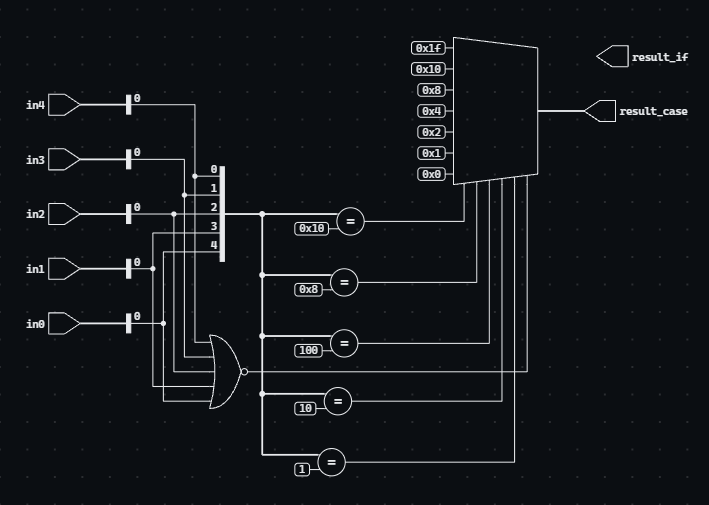 0x1f
0x10
0x8
0x4
0x2
0x1
0x0
result_if
result_case
in4
0
in3
0
in2
0
in1
0
in0
0
0
1
2
3
4
0x10
=
0x8
=
100
=
10
=
1
=